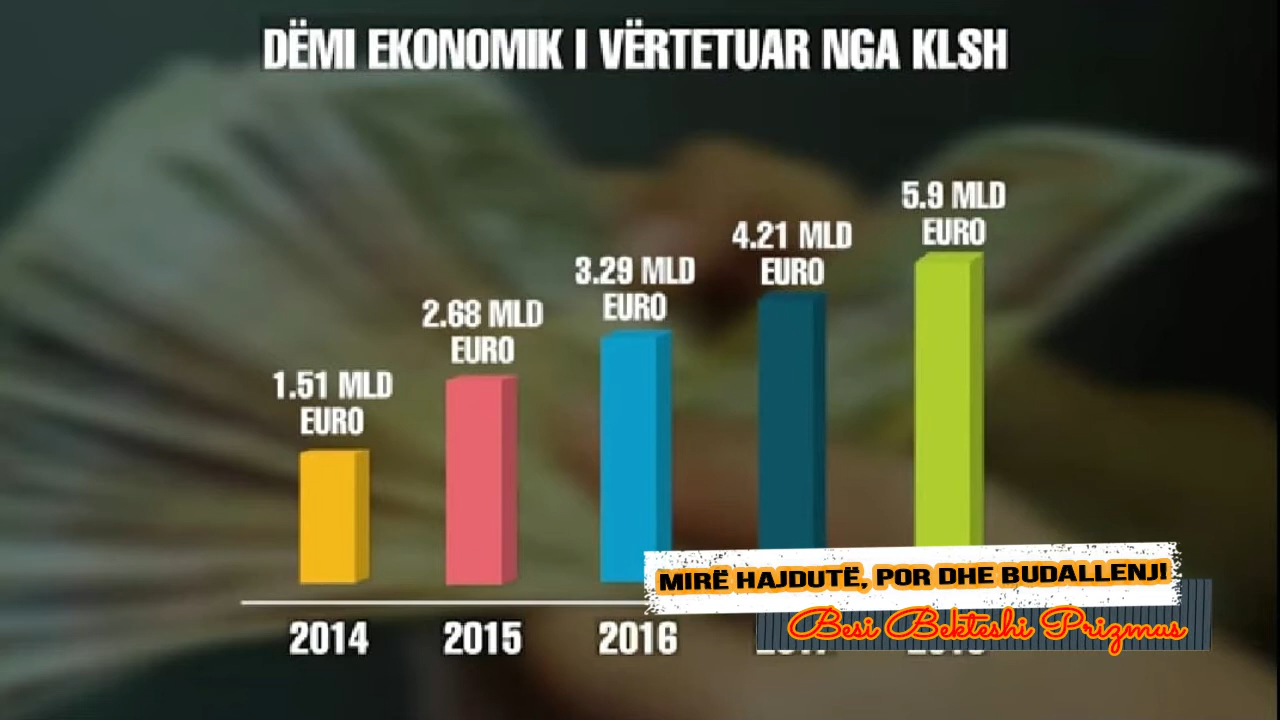 DËMI EKONOMIK I VËRTETUAR NGA KLSH
5.9 MLD
EURO
4.21 MLD
EURO
3.29 MLD
EURO
2.68 MLD
EURO
1.51 MLD
EURO
MIRË HAJDUTË, POR DHE BUDALLENJI
Besi Bekteshi Prizmus
2014 2015 2016